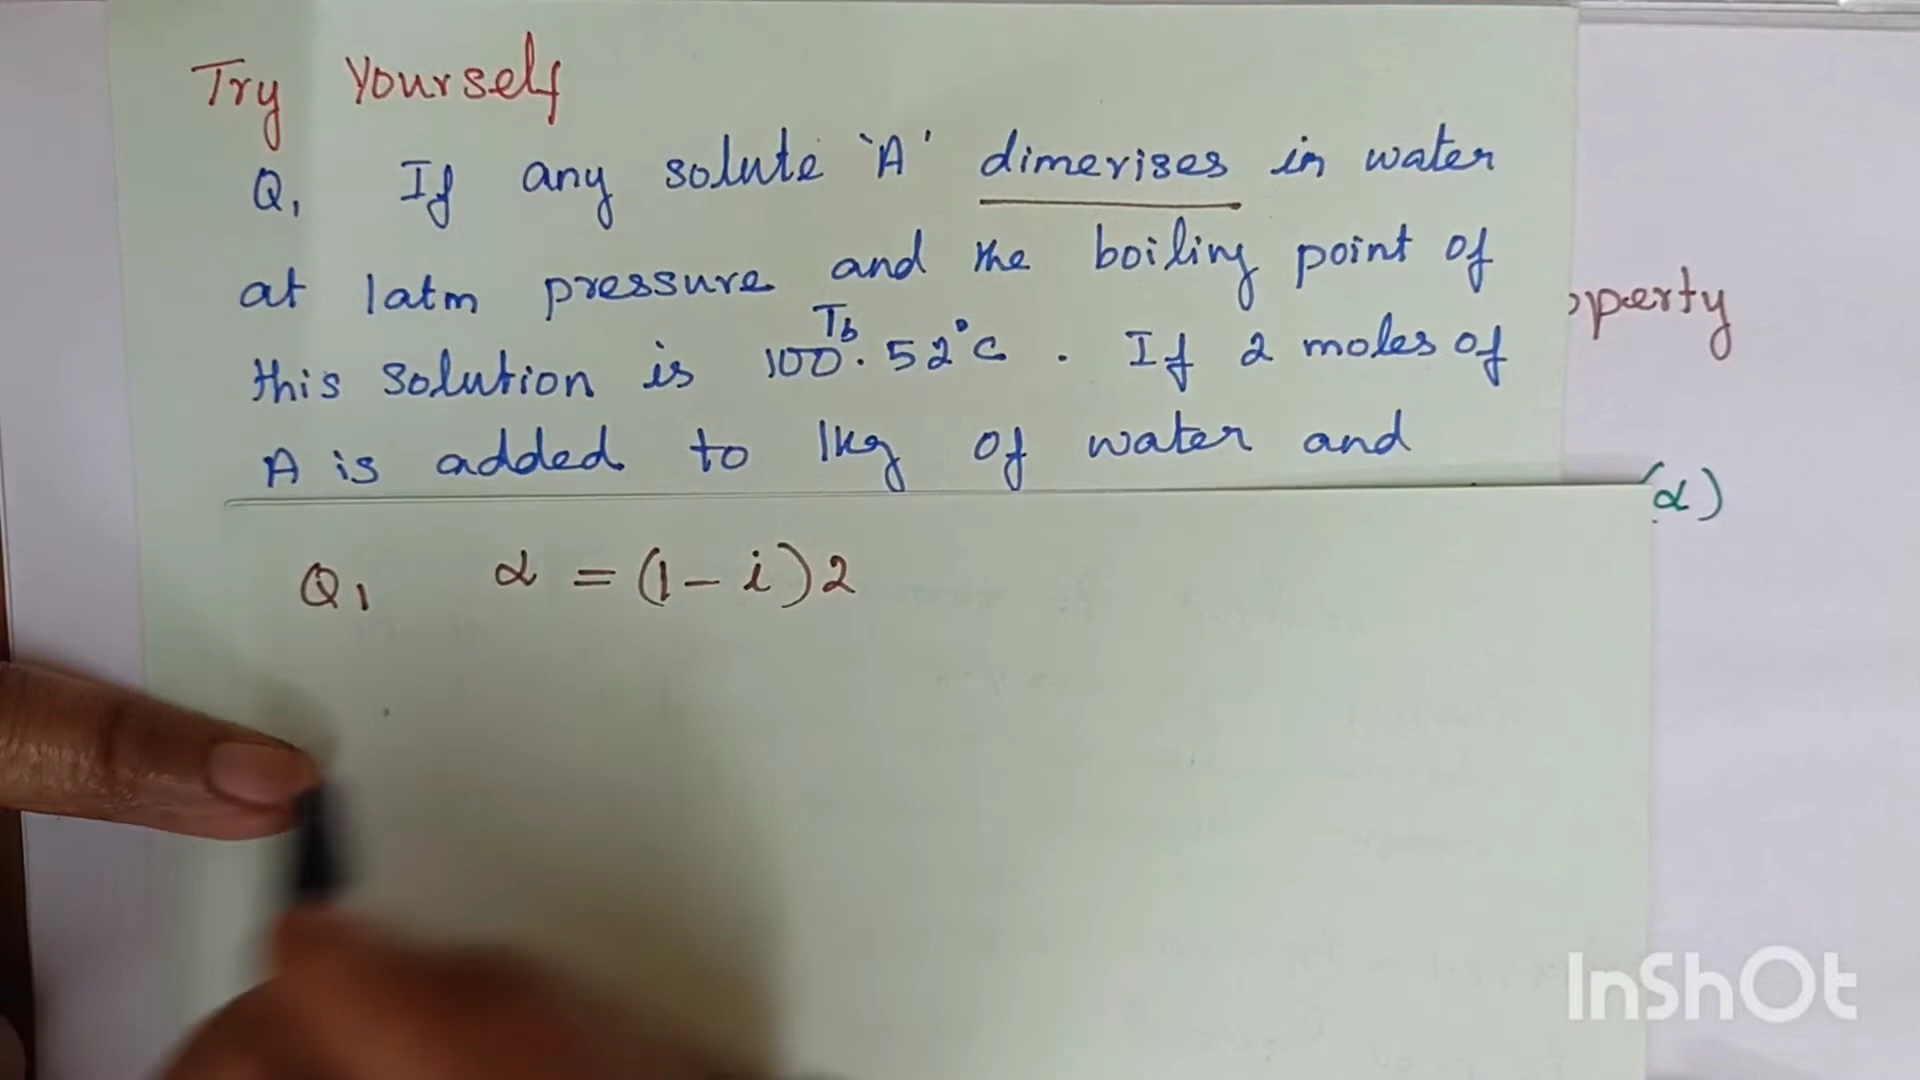 Try Yourself
Q1 If any solute 'A' dimerises in water
at 1atm pressure and the boiling point of
Tb
this solution is 100.52°C. If 2 moles of
A is added to 1kg of water and
operty
(α)
Q1 α = (1 - i)2
InShOt